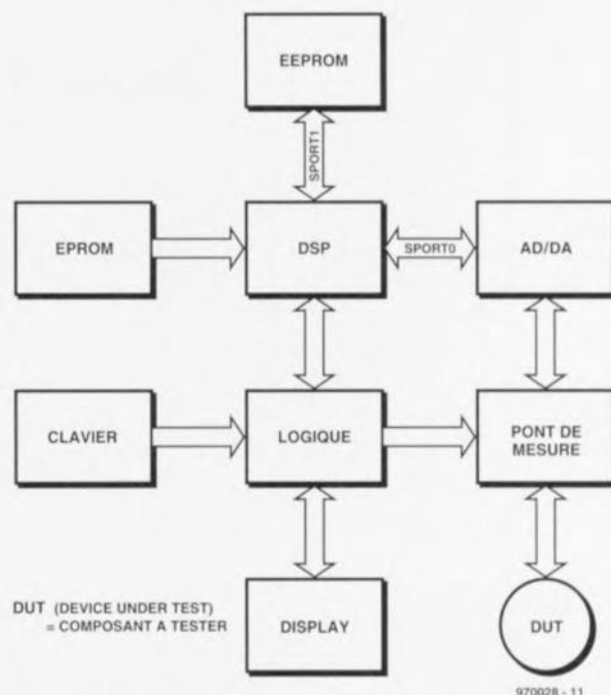 EEPROM
SPORT1
EPROM
DSP
SPORT0
AD/DA
CLAVIER
LOGIQUE
PONT DE
MESURE
DUT (DEVICE UNDER TEST)
= COMPOSANT A TESTER
DISPLAY
DUT
970028 - 11